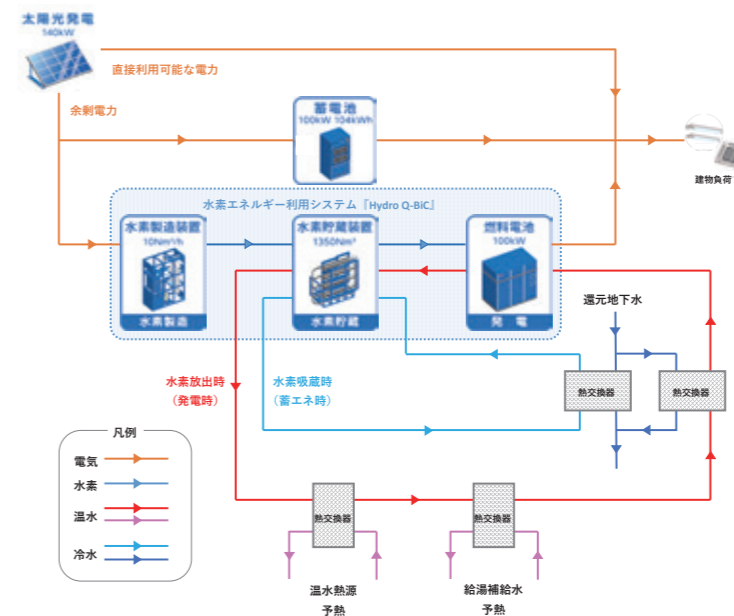 太陽光発電
140kW
直接利用可能な電力
余剰電力
蓄電池
100kW 104kWh
建物負荷
水素エネルギー利用システム『Hydro Q-BiC』
水素製造装置
10Nm³/h
水素製造
水素貯蔵装置
1350Nm³
水素貯蔵
燃料電池
100kW
発 電
還元地下水
水素放出時
（発電時）
水素吸蔵時
（蓄エネ時）
熱交換器
熱交換器
凡例
電気
水素
温水
冷水
熱交換器
熱交換器
温水熱源
予熱
給湯補給水
予熱